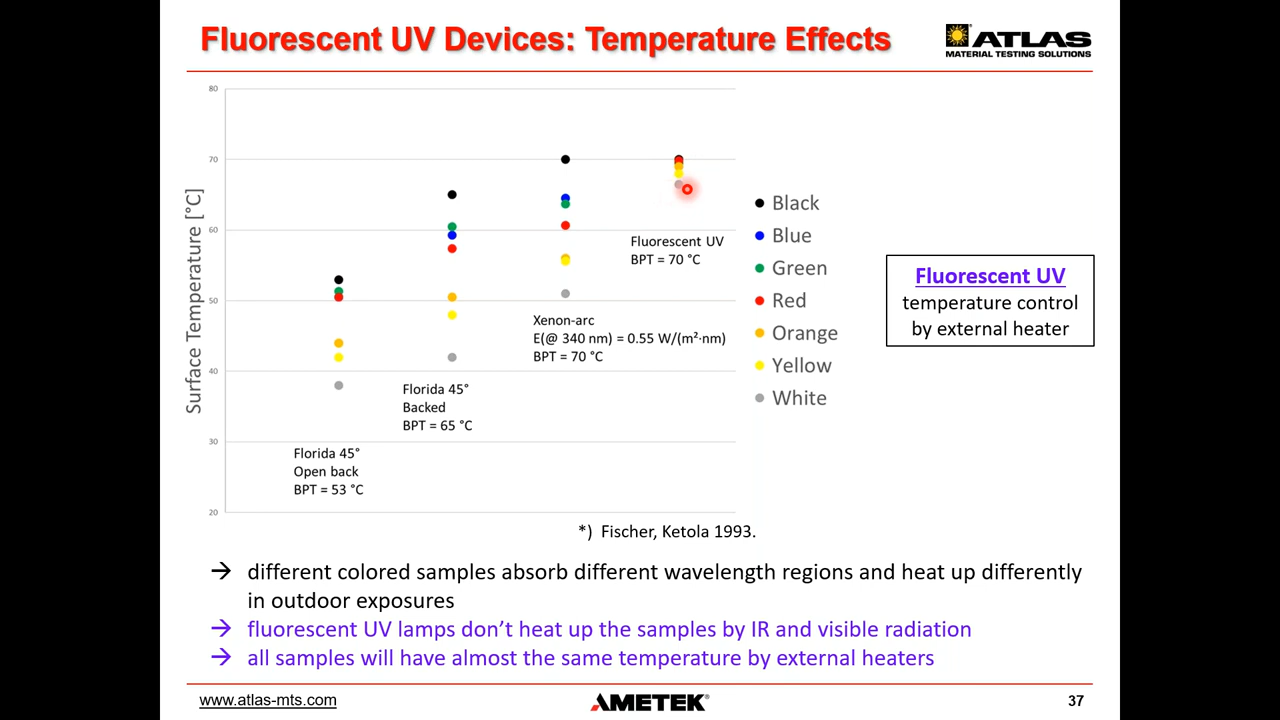 Fluorescent UV Devices: Temperature Effects
ATLAS
MATERIAL TESTING SOLUTIONS
80
70
60
50
40
30
20
Surface Temperature [°C]
Florida 45°
Open back
BPT = 53 °C
Florida 45°
Backed
BPT = 65 °C
Xenon-arc
E(@ 340 nm) = 0.55 W/(m²·nm)
BPT = 70 °C
Fluorescent UV
BPT = 70 °C
Black
Blue
Green
Red
Orange
Yellow
White
Fluorescent UV
temperature control
by external heater
*) Fischer, Ketola 1993.
→ different colored samples absorb different wavelength regions and heat up differently
in outdoor exposures
→ fluorescent UV lamps don’t heat up the samples by IR and visible radiation
→ all samples will have almost the same temperature by external heaters
www.atlas-mts.com
AMETEK®
37